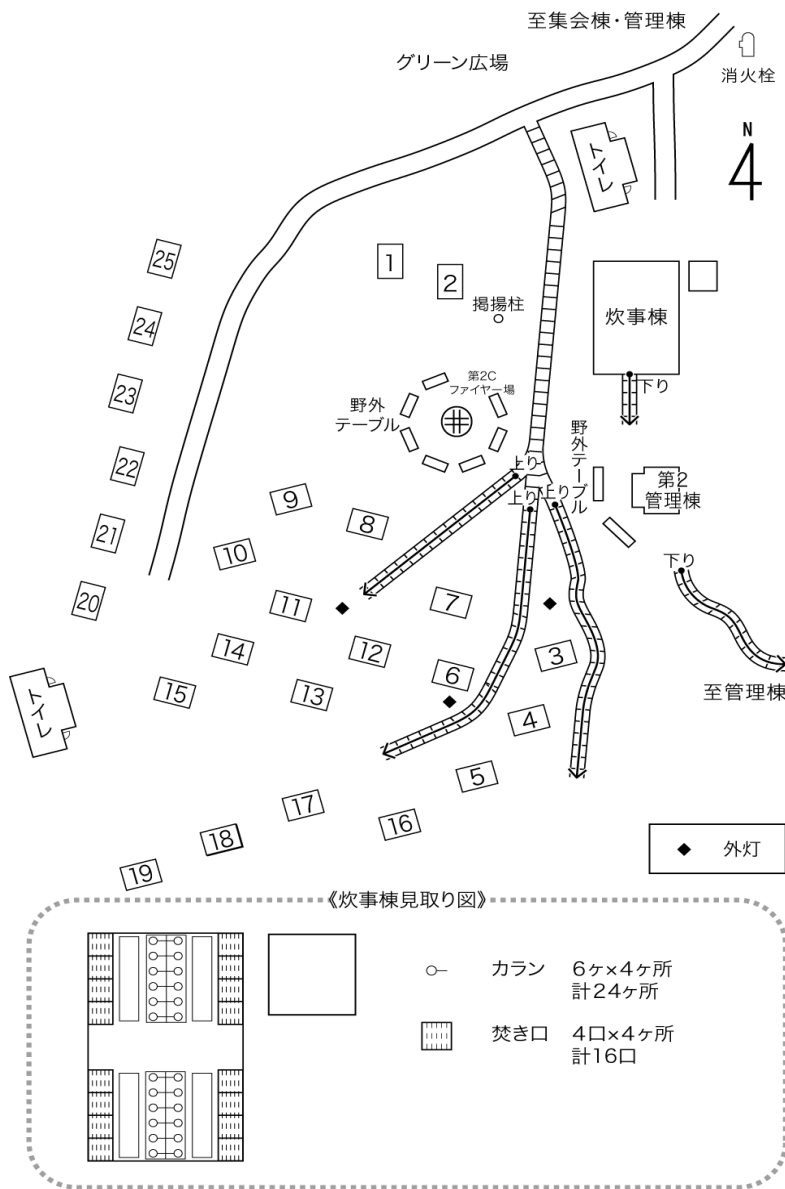 至集会棟・管理棟
グリーン広場
消火栓
N
トイレ
25
1
2
掲揚柱
炊事棟
24
下り
第2C
ファイヤー場
23
野外
テーブル
野外テーブル
22
上り
上り
上り
第2
管理棟
9
8
21
10
下り
20
11
7
14
12
3
6
15
13
至管理棟
トイレ
4
5
17
16
18
外灯
19
《炊事棟見取り図》
カラン 6ヶ×4ヶ所
計24ヶ所
焚き口 4口×4ヶ所
計16口